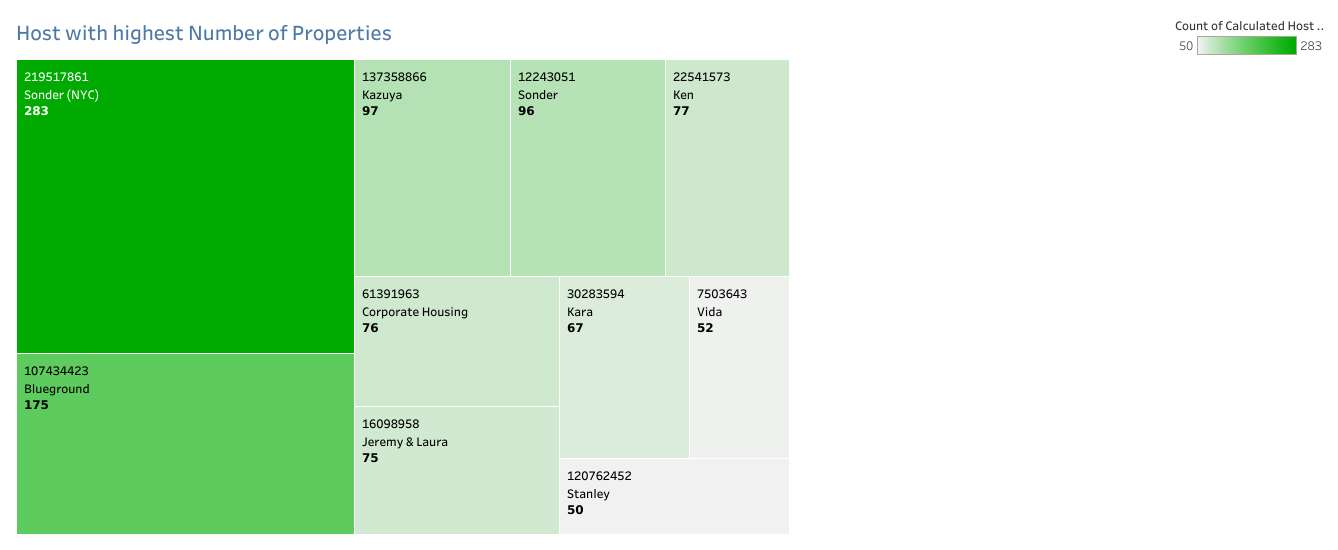 Host with highest Number of Properties
Count of Calculated Host ..
50 283
219517861
Sonder (NYC)
283
137358866
Kazuya
97
12243051
Sonder
96
22541573
Ken
77
61391963
Corporate Housing
76
30283594
Kara
67
7503643
Vida
52
107434423
Blueground
175
16098958
Jeremy & Laura
75
120762452
Stanley
50